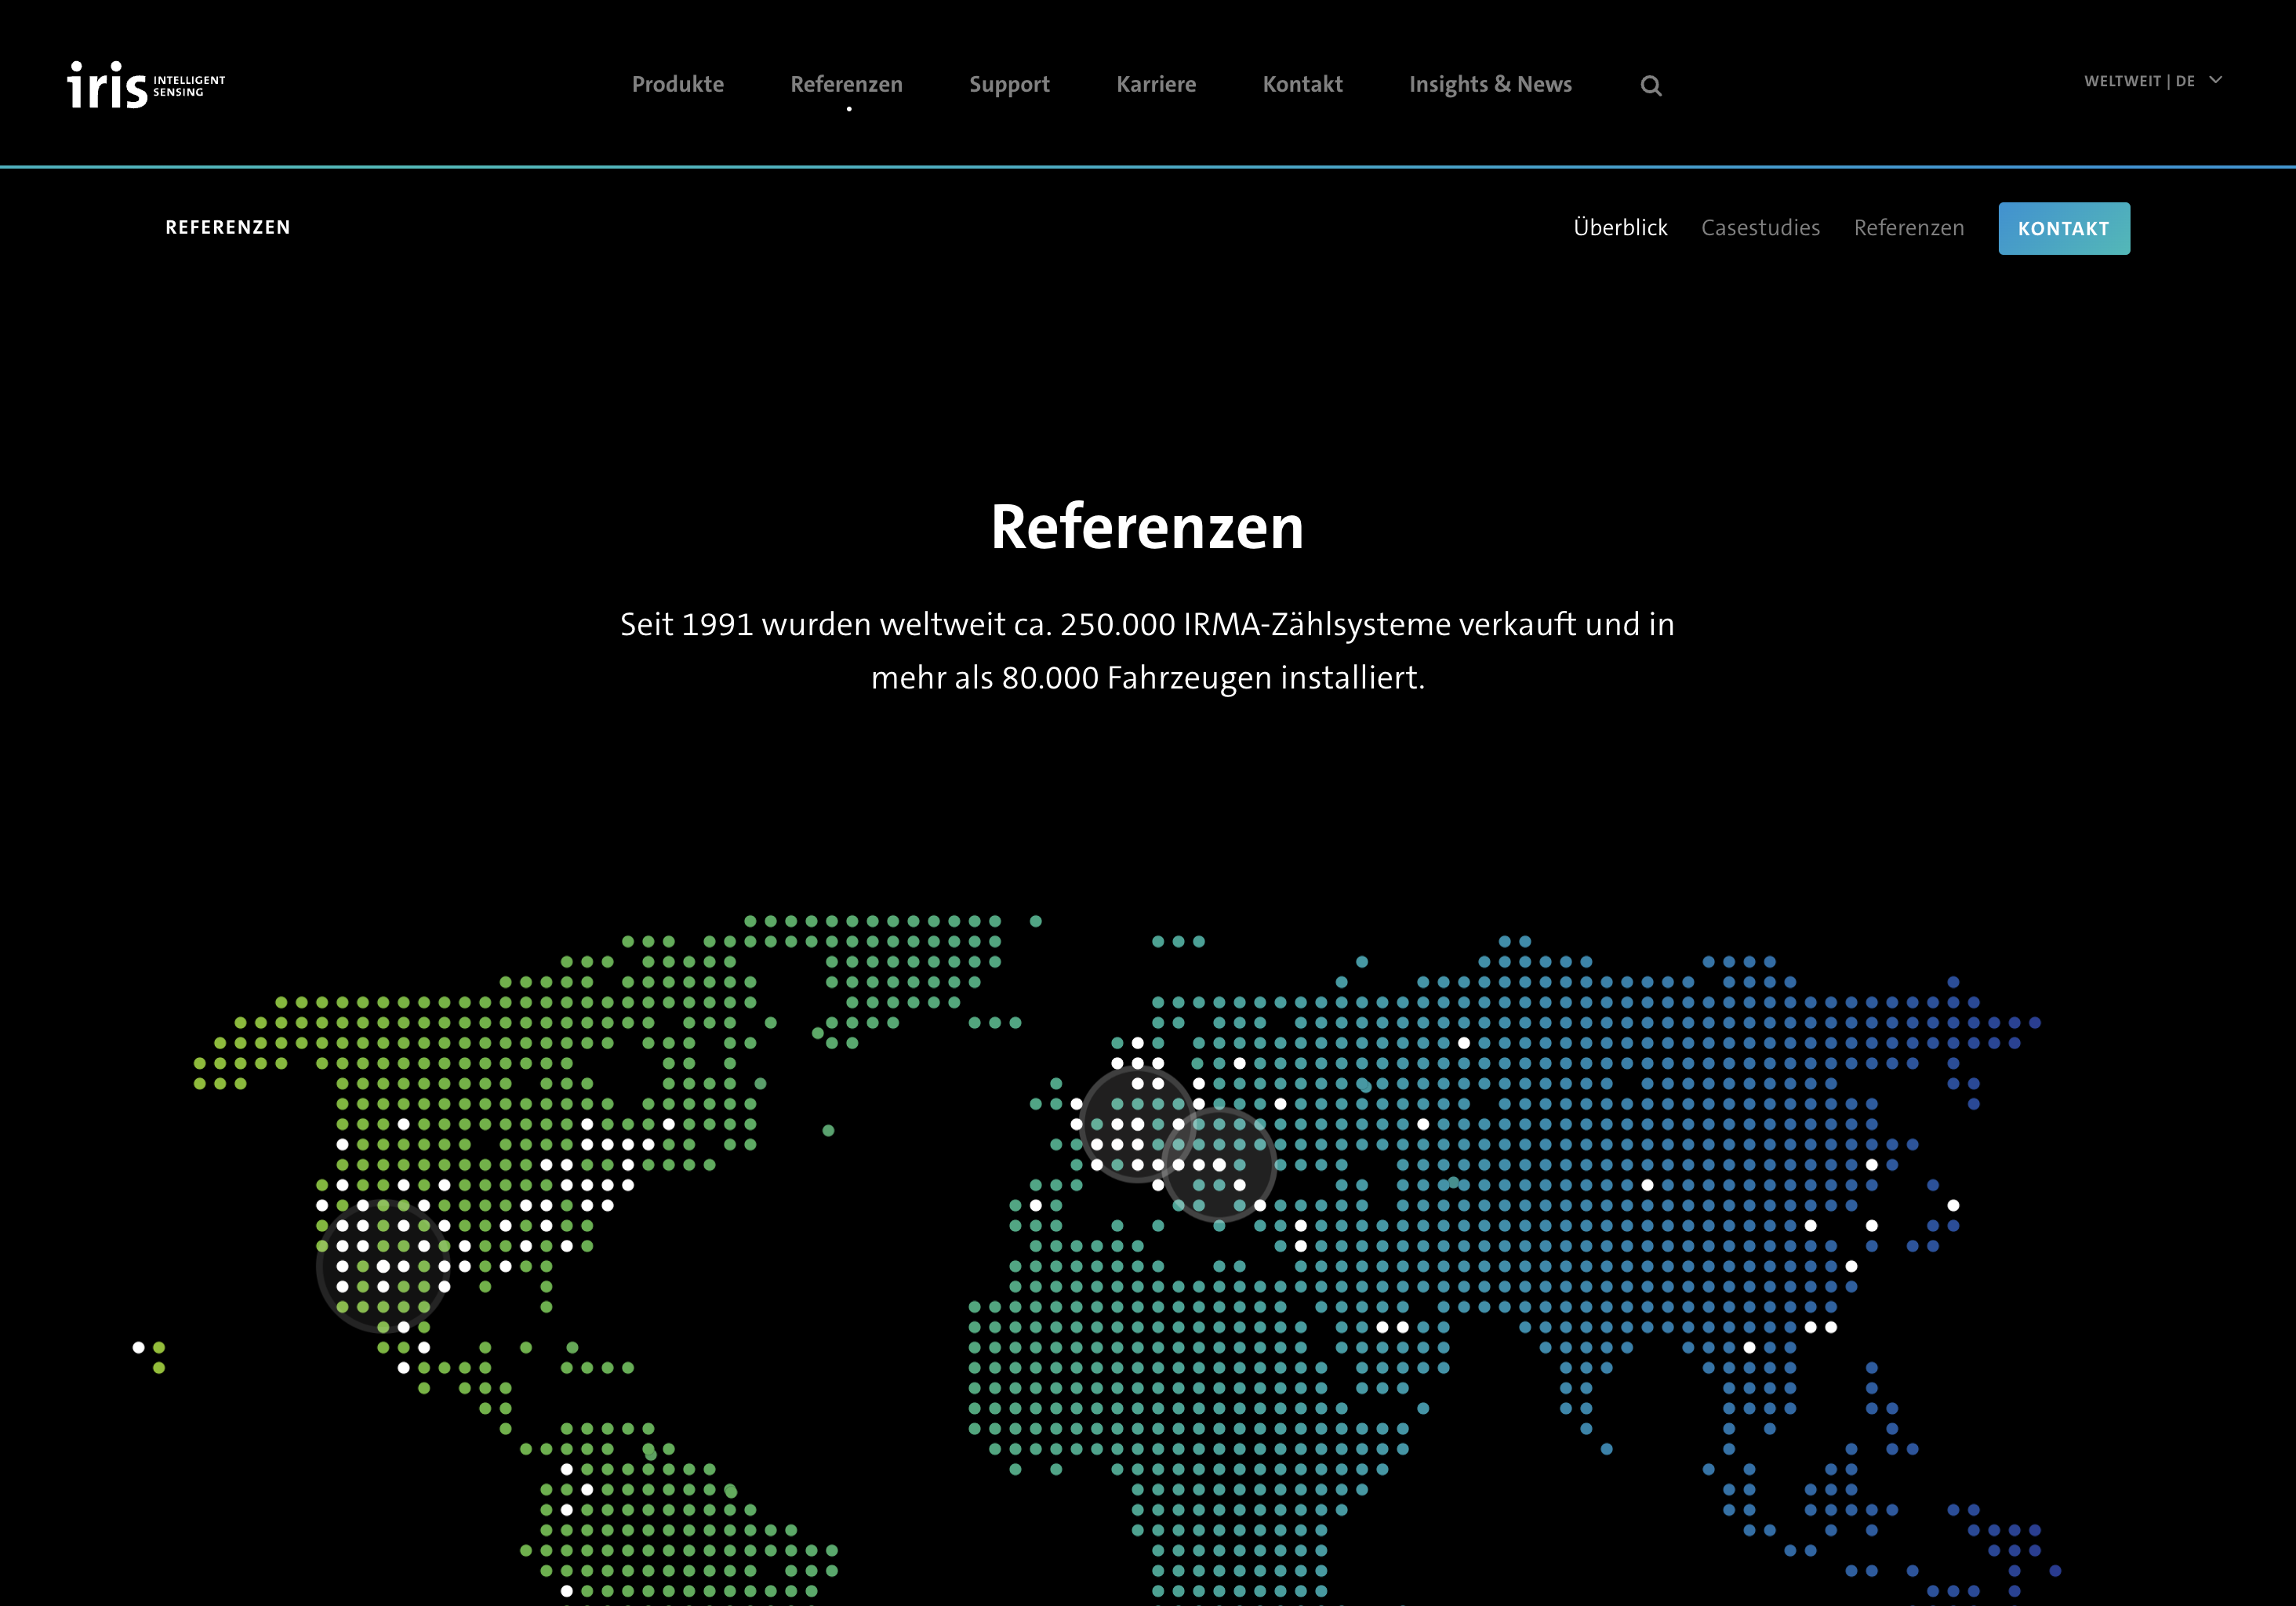 iris INTELLIGENT SENSING
Produkte Referenzen Support Karriere Kontakt Insights & News
WELTWEIT | DE
REFERENZEN
Überblick Casestudies Referenzen KONTAKT
Referenzen
Seit 1991 wurden weltweit ca. 250.000 IRMA-Zählsysteme verkauft und in
mehr als 80.000 Fahrzeugen installiert.